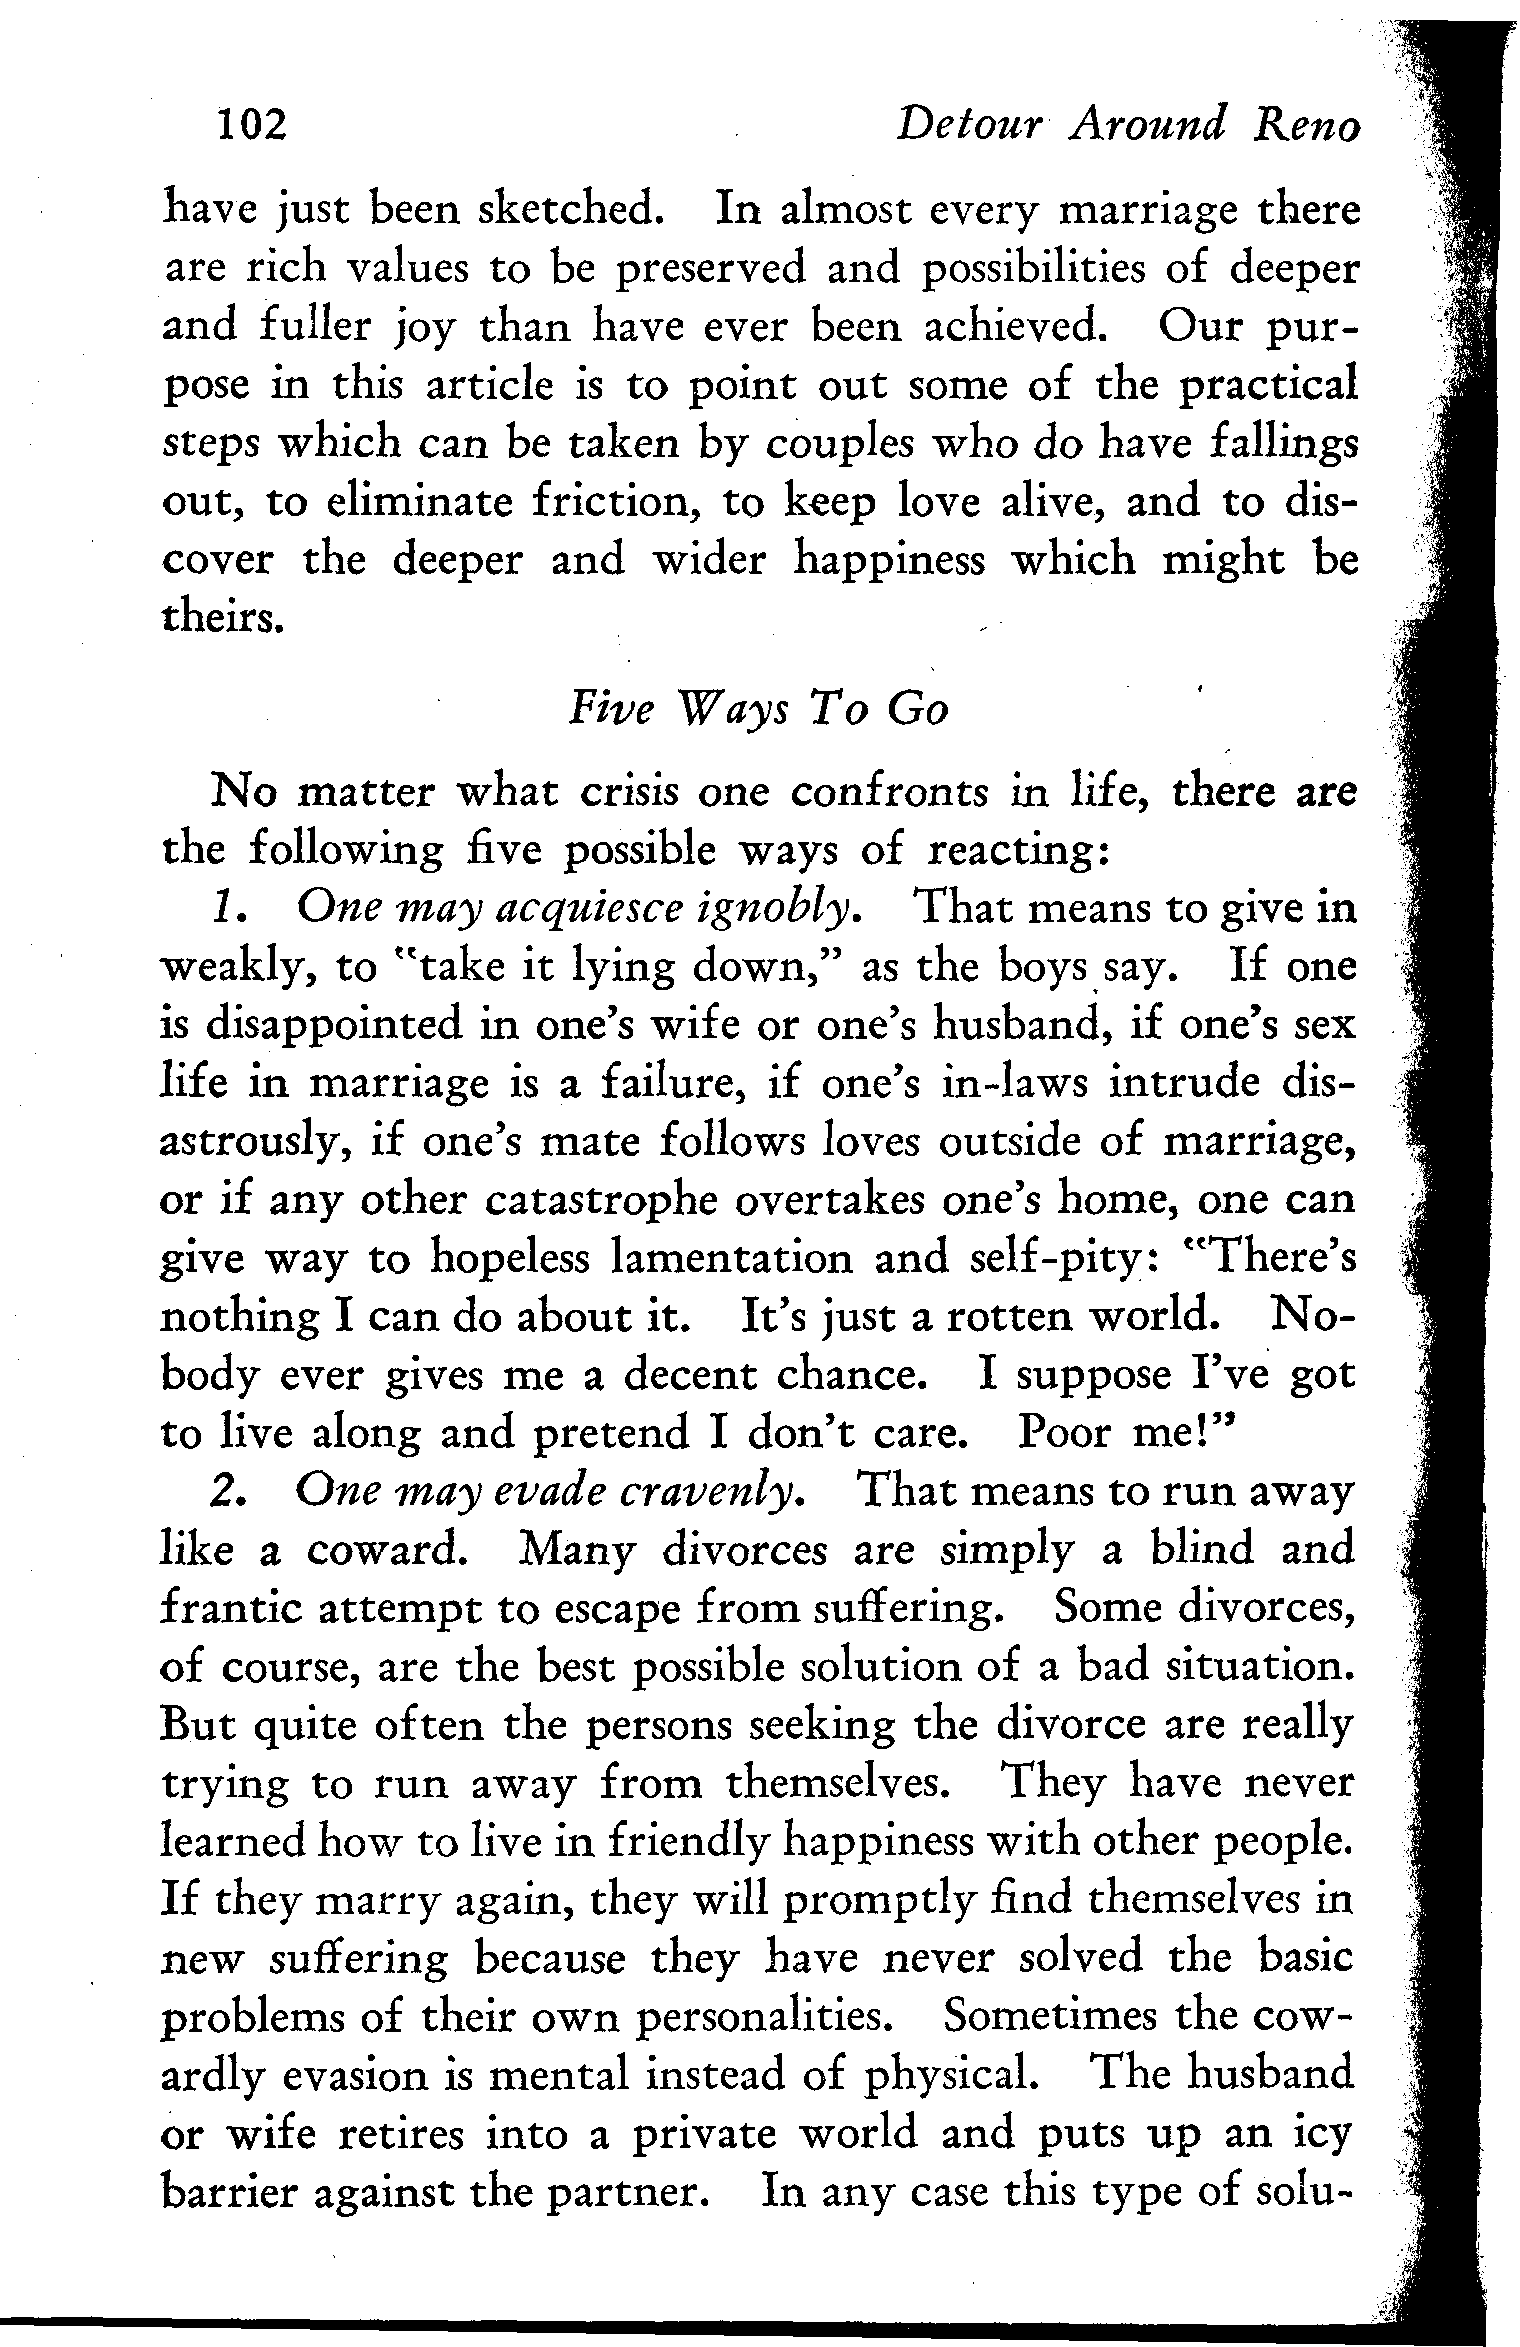 102 Detour Around Reno
have just been sketched. In almost every marriage there
are rich values to be preserved and possibilities of deeper
and fuller joy than have ever been achieved. Our pur-
pose in this article is to point out some of the practical
steps which can be taken by couples who do have fallings
out, to eliminate friction, to keep love alive, and to dis-
cover the deeper and wider happiness which might be
theirs.
Five Ways To Go
No matter what crisis one confronts in life, there are
the following five possible ways of reacting:
1. One may acquiesce ignobly. That means to give in
weakly, to "take it lying down," as the boys say. If one
is disappointed in one's wife or one's husband, if one's sex
life in marriage is a failure, if one's in-laws intrude dis-
astrously, if one's mate follows loves outside of marriage,
or if any other catastrophe overtakes one's home, one can
give way to hopeless lamentation and self-pity: "There's
nothing I can do about it. It's just a rotten world. No-
body ever gives me a decent chance. I suppose I've got
to live along and pretend I don't care. Poor me!"
2. One may evade cravenly. That means to run away
like a coward. Many divorces are simply a blind and
frantic attempt to escape from suffering. Some divorces,
of course, are the best possible solution of a bad situation.
But quite often the persons seeking the divorce are really
trying to run away from themselves. They have never
learned how to live in friendly happiness with other people.
If they marry again, they will promptly find themselves in
new suffering because they have never solved the basic
problems of their own personalities. Sometimes the cow-
ardly evasion is mental instead of physical. The husband
or wife retires into a private world and puts up an icy
barrier against the partner. In any case this type of solu-